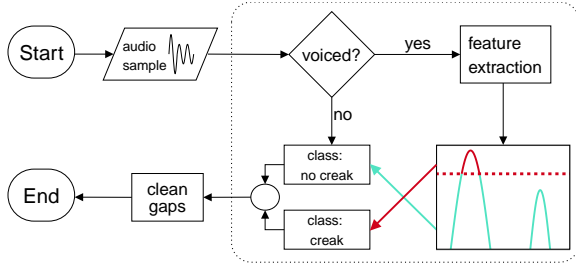 Start
audio
sample
voiced?
yes
feature
extraction
no
class:
no creak
End
clean
gaps
class:
creak